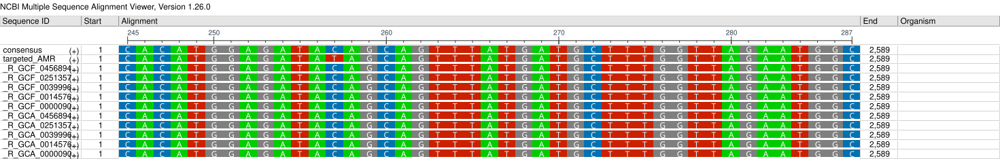 NCBI Multiple Sequence Alignment Viewer, Version 1.26.0
Sequence ID Start Alignment End Organism
245 250 260 270 280 287
consensus (+) 1 C A C A T G G A G A T A C A G C A G T T T A T G A T G C T T T G G T T A G A A T G G C 2,589
targeted_AMR (+) 1 C A C A T G G A G A T A T A G C A G T T T A T G A T G C T T T G G T T A G A A T G G C 2,589
_R_GCF_0456894 (+) 1 C A C A T G G A G A T A C A G C A G T T T A T G A T G C T T T G G T T A G A A T G G C 2,589
_R_GCF_0251357 (+) 1 C A C A T G G A G A T A C A G C A G T T T A T G A T G C T T T G G T T A G A A T G G C 2,589
_R_GCF_0039996 (+) 1 C A C A T G G A G A T A C A G C A G T T T A T G A T G C T T T G G T T A G A A T G G C 2,589
_R_GCF_0014576 (+) 1 C A C A T G G A G A T A C A G C A G T T T A T G A T G C T T T G G T T A G A A T G G C 2,589
_R_GCF_0000090 (+) 1 C A C A T G G A G A T A C A G C A G T T T A T G A T G C T T T G G T T A G A A T G G C 2,589
_R_GCA_0456894 (+) 1 C A C A T G G A G A T A C A G C A G T T T A T G A T G C T T T G G T T A G A A T G G C 2,589
_R_GCA_0251357 (+) 1 C A C A T G G A G A T A C A G C A G T T T A T G A T G C T T T G G T T A G A A T G G C 2,589
_R_GCA_0039996 (+) 1 C A C A T G G A G A T A C A G C A G T T T A T G A T G C T T T G G T T A G A A T G G C 2,589
_R_GCA_0014576 (+) 1 C A C A T G G A G A T A C A G C A G T T T A T G A T G C T T T G G T T A G A A T G G C 2,589
_R_GCA_0000090 (+) 1 C A C A T G G A G A T A C A G C A G T T T A T G A T G C T T T G G T T A G A A T G G C 2,589